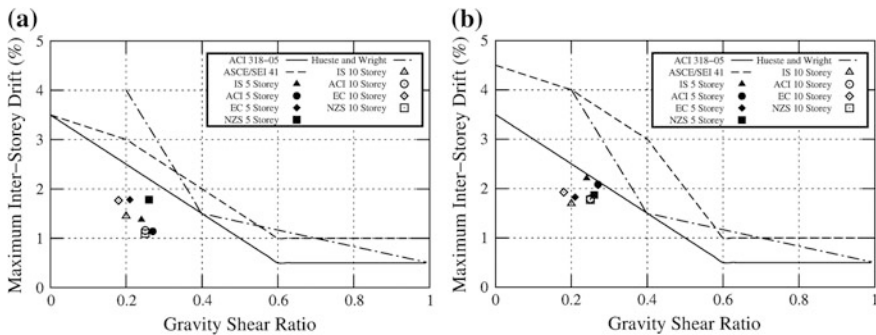 (a)
Maximum Inter-Storey Drift (%)
5
4
3
2
1
0
ACI 318-05 Hueste and Wright
ASCE/SEI 41 IS 10 Storey
IS 5 Storey ACI 10 Storey
ACI 5 Storey EC 10 Storey
EC 5 Storey NZS 10 Storey
NZS 5 Storey
0 0.2 0.4 0.6 0.8 1
Gravity Shear Ratio
(b)
Maximum Inter-Storey Drift (%)
5
4
3
2
1
0
ACI 318-05 Hueste and Wright
ASCE/SEI 41 IS 10 Storey
IS 5 Storey ACI 10 Storey
ACI 5 Storey EC 10 Storey
EC 5 Storey NZS 10 Storey
NZS 5 Storey
0 0.2 0.4 0.6 0.8 1
Gravity Shear Ratio